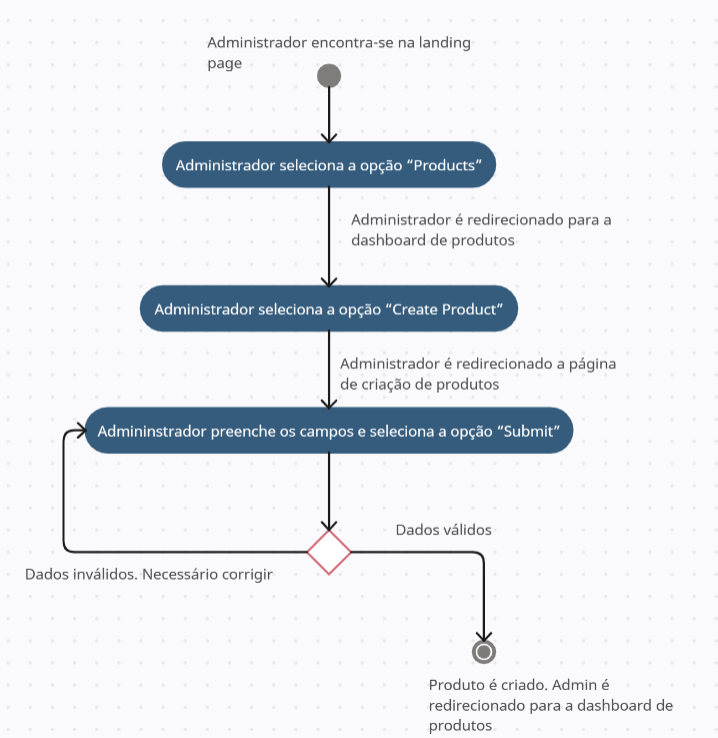 Administrador encontra-se na landing
page
Administrador seleciona a opção “Products”
Administrador é redirecionado para a
dashboard de produtos
Administrador seleciona a opção “Create Product”
Administrador é redirecionado a página
de criação de produtos
Admininstrador preenche os campos e seleciona a opção “Submit”
Dados válidos
Dados inválidos. Necessário corrigir
Produto é criado. Admin é
redirecionado para a dashboard de
produtos